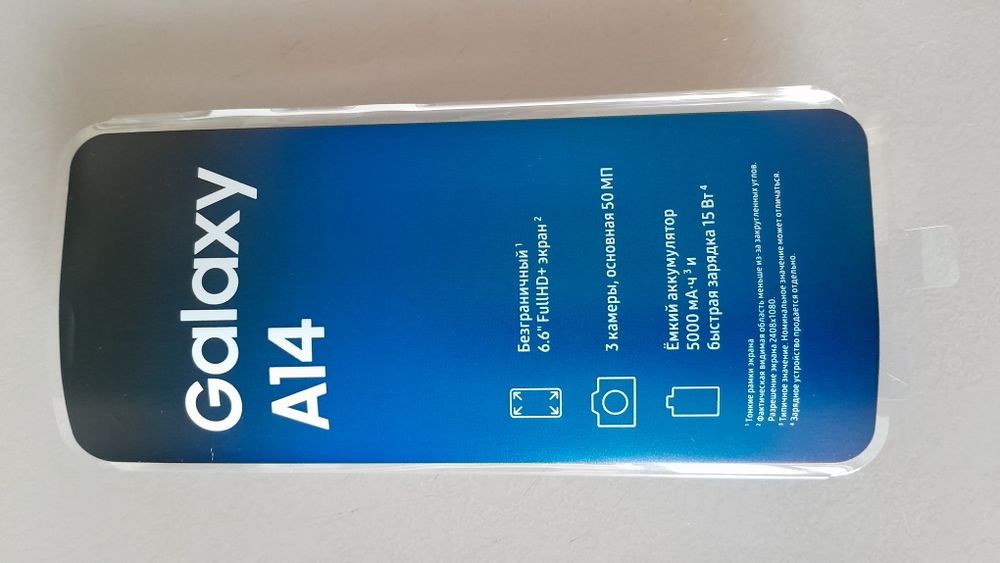 Galaxy
A14
Безграничный¹
6.6" FullHD+ экран²
3 камеры, основная 50 МП
Ёмкий аккумулятор
5000 мА·ч³ и
быстрая зарядка 15 Вт⁴
¹ Тонкие рамки экрана
² Фактическая видимая область меньше из-за закругленных углов.
Разрешение экрана 2408x1080.
³ Типичное значение. Номинальное значение может отличаться.
⁴ Зарядное устройство продается отдельно.